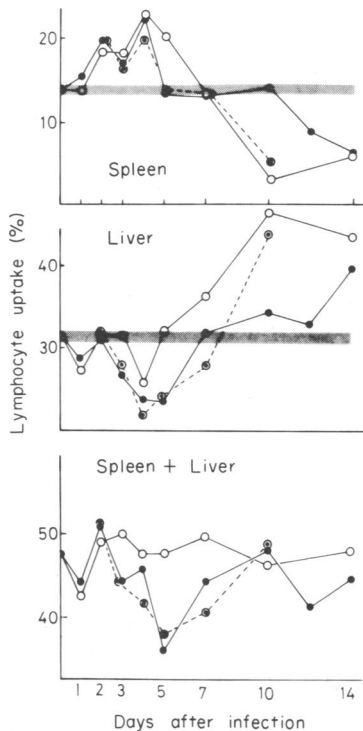 20
10
Spleen
Liver
40
30
Lymphocyte uptake (%)
Spleen + Liver
50
40
1 2 3 5 7 10 14
Days after infection